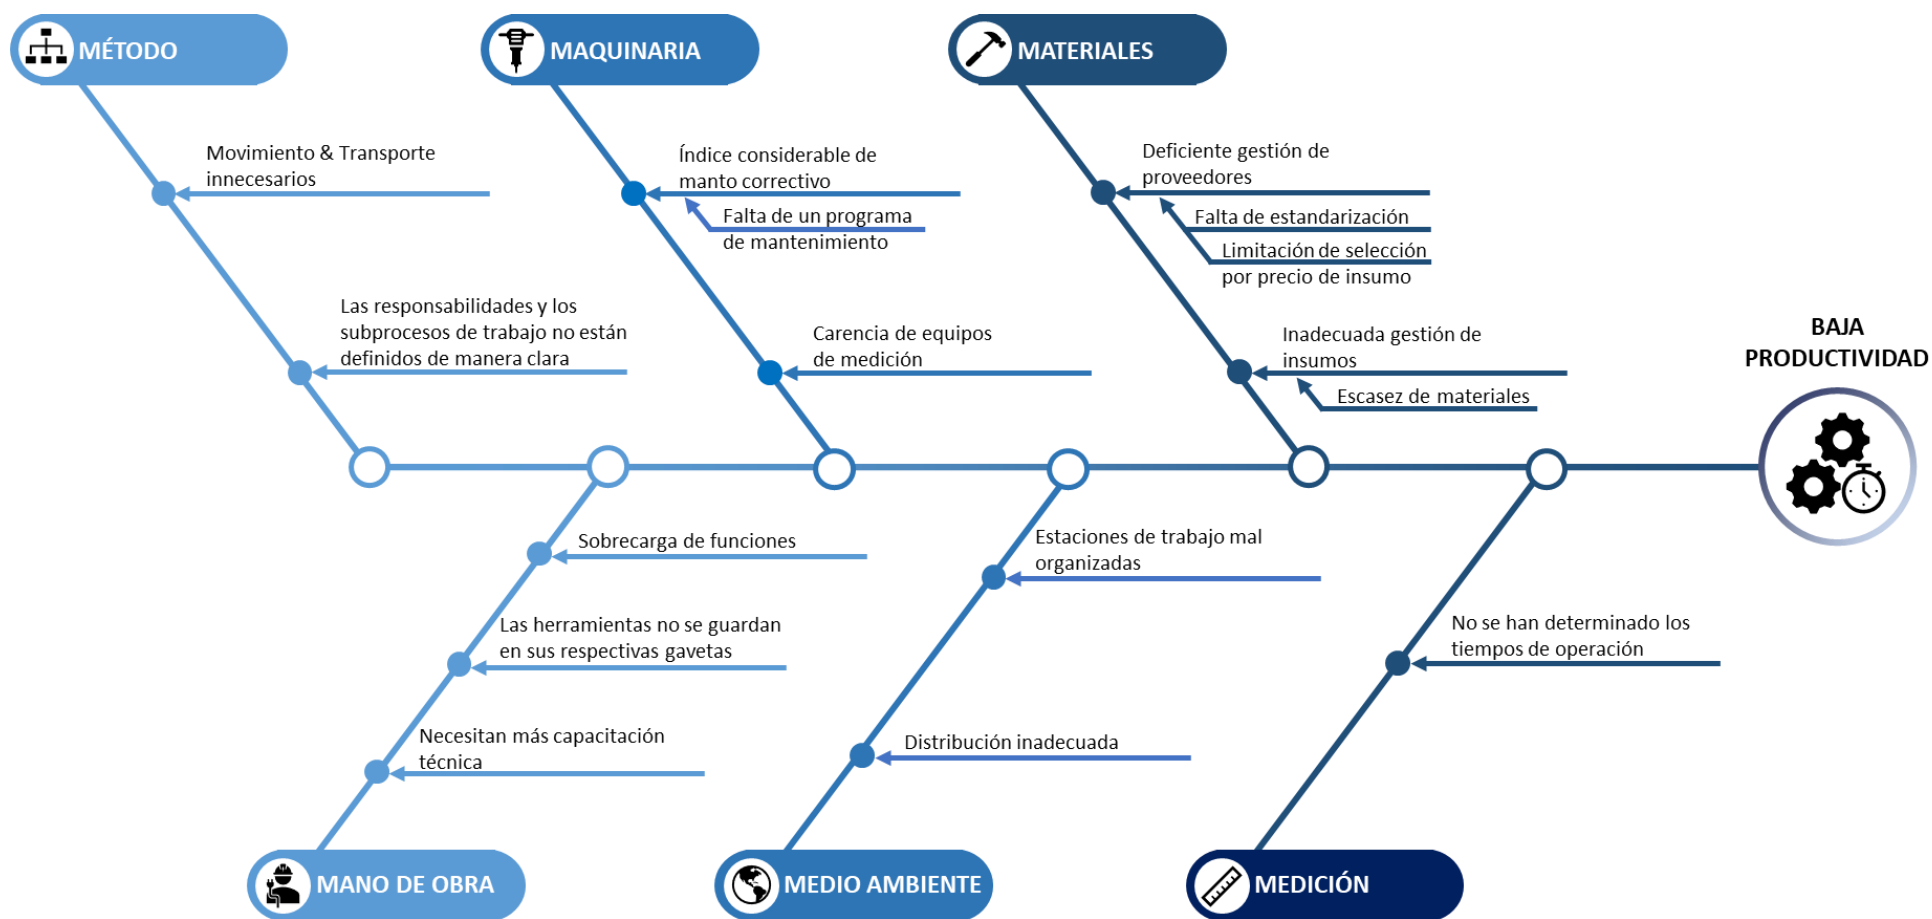 MÉTODO
MAQUINARIA
MATERIALES
Movimiento & Transporte
innecesarios
Las responsabilidades y los
subprocesos de trabajo no están
definidos de manera clara
Índice considerable de
manto correctivo
Falta de un programa
de mantenimiento
Carencia de equipos
de medición
Deficiente gestión de
proveedores
Falta de estandarización
Limitación de selección
por precio de insumo
Inadecuada gestión de
insumos
Escasez de materiales
BAJA
PRODUCTIVIDAD
Sobrecarga de funciones
Las herramientas no se guardan
en sus respectivas gavetas
Necesitan más capacitación
técnica
Estaciones de trabajo mal
organizadas
Distribución inadecuada
No se han determinado los
tiempos de operación
MANO DE OBRA
MEDIO AMBIENTE
MEDICIÓN